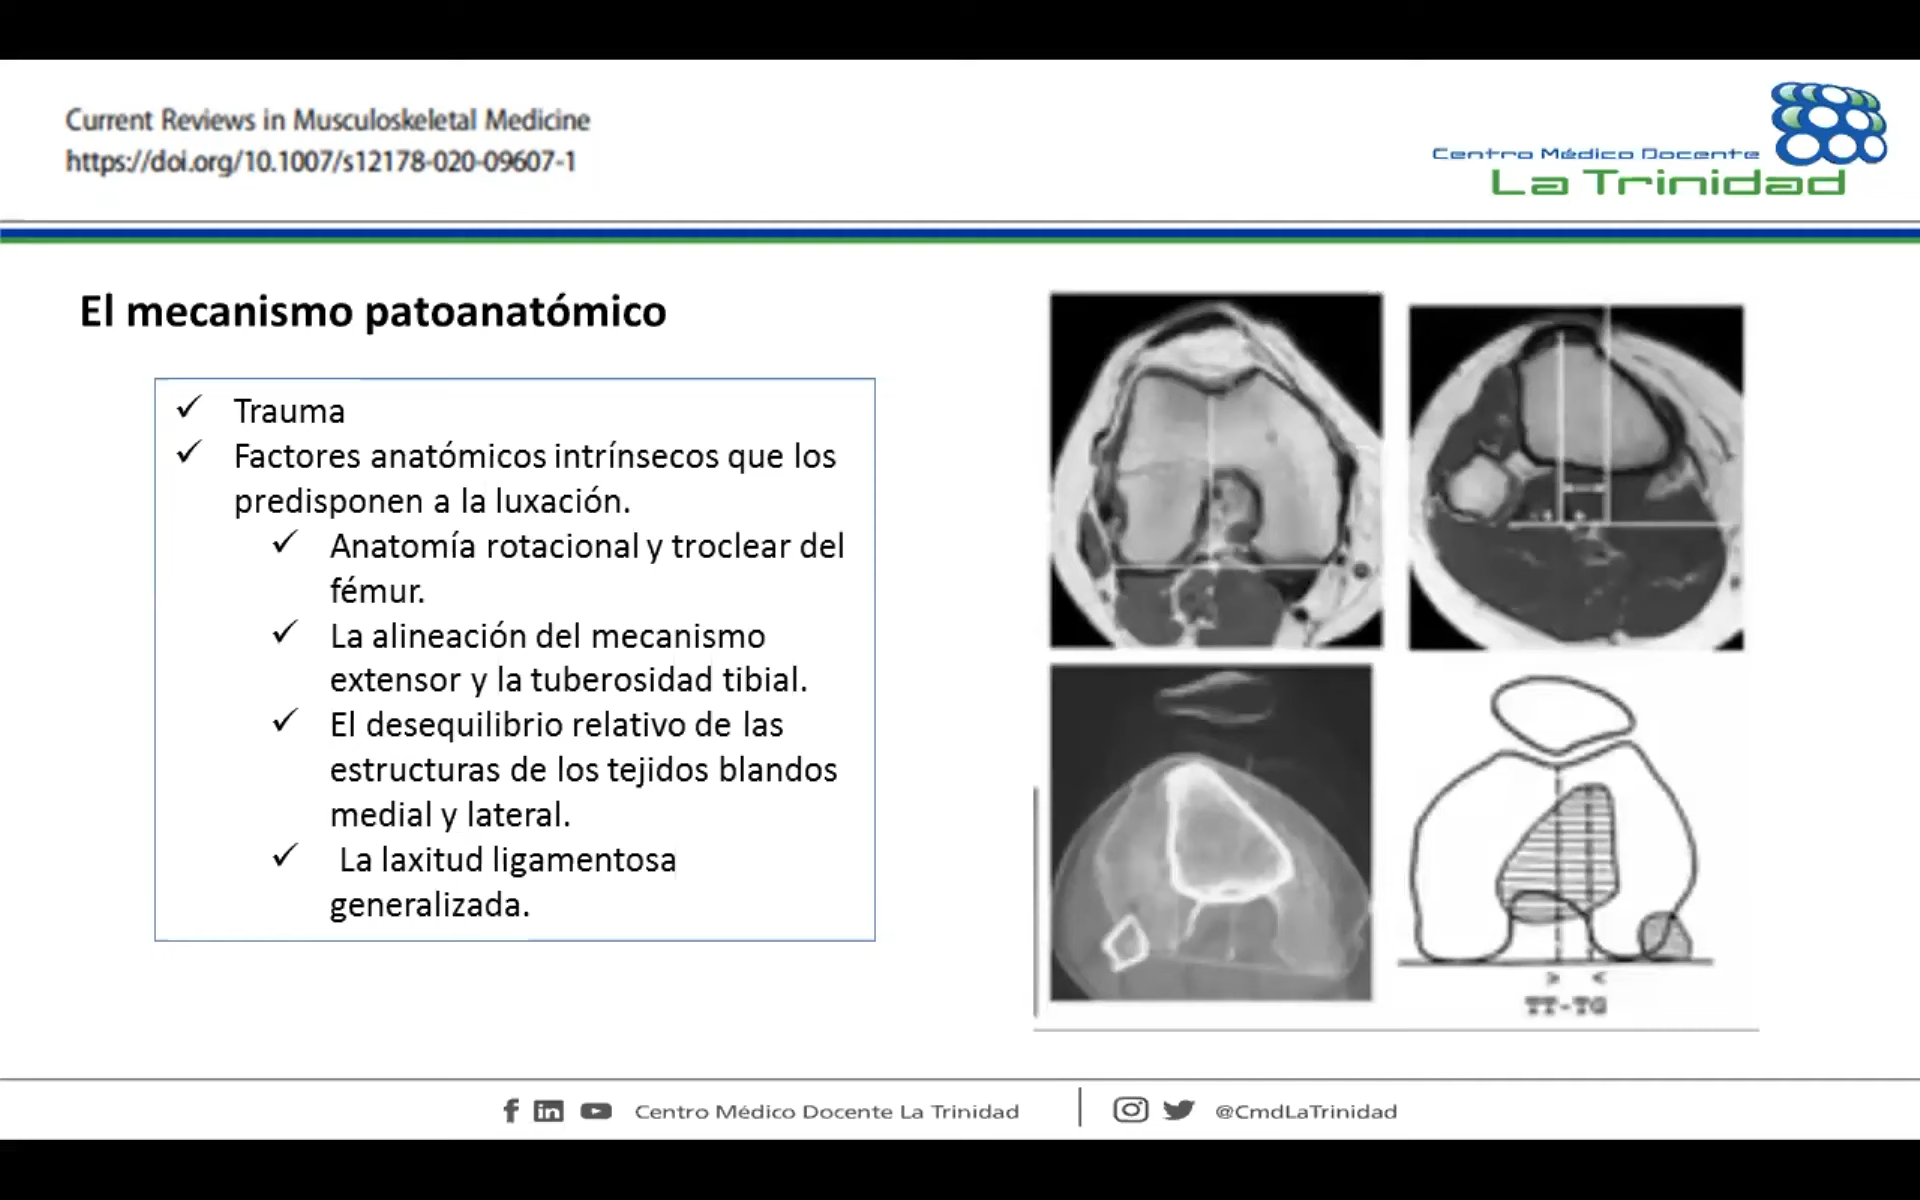 Current Reviews in Musculoskeletal Medicine
https://doi.org/10.1007/s12178-020-09607-1
Centro Médico Docente
La Trinidad
El mecanismo patoanatómico
✓ Trauma
✓ Factores anatómicos intrínsecos que los
predisponen a la luxación.
✓ Anatomía rotacional y troclear del
fémur.
✓ La alineación del mecanismo
extensor y la tuberosidad tibial.
✓ El desequilibrio relativo de las
estructuras de los tejidos blandos
medial y lateral.
✓ La laxitud ligamentosa
generalizada.
> <
TT-TG
Centro Médico Docente La Trinidad
@CmdLaTrinidad